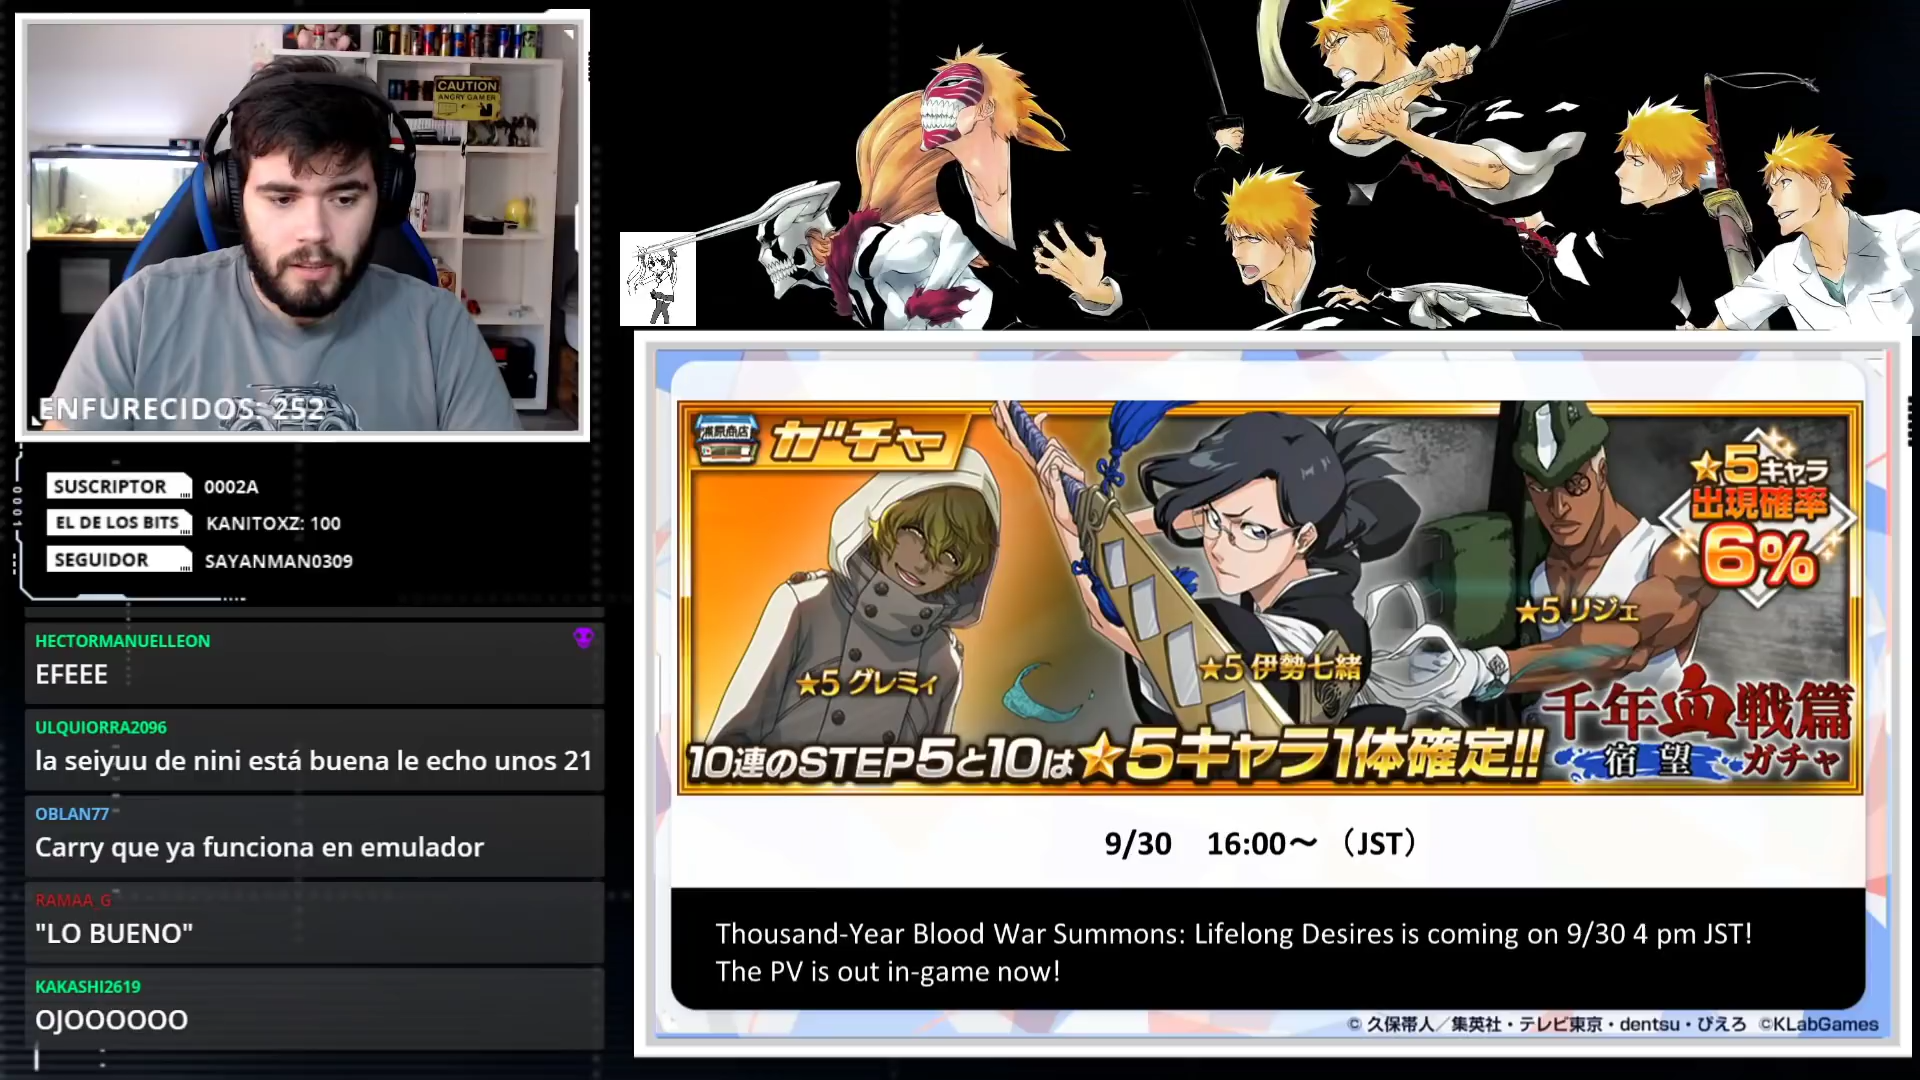 CAUTION
ANGRY GAMER
ENFURECIDOS: 252
0001
SUSCRIPTOR 0002A
EL DE LOS BITS KANITOXZ: 100
SEGUIDOR SAYANMAN0309
HECTORMANUELLEON
EFEEE
ULQUIORRA2096
la seiyuu de nini está buena le echo unos 21
OBLAN77
Carry que ya funciona en emulador
RAMAA_G
"LO BUENO"
KAKASHI2619
OJOOOOOO
浦原商店
ガチャ
★5キャラ
出現確率
6%
★5 グレミィ
★5 伊勢七緒
★5 リジェ
10連のSTEP5と10は★5キャラ1体確定!!
千年血戦篇
宿望 ガチャ
9/30 16:00～ （JST）
Thousand-Year Blood War Summons: Lifelong Desires is coming on 9/30 4 pm JST!
The PV is out in-game now!
© 久保帯人／集英社・テレビ東京・dentsu・ぴえろ ©KLabGames